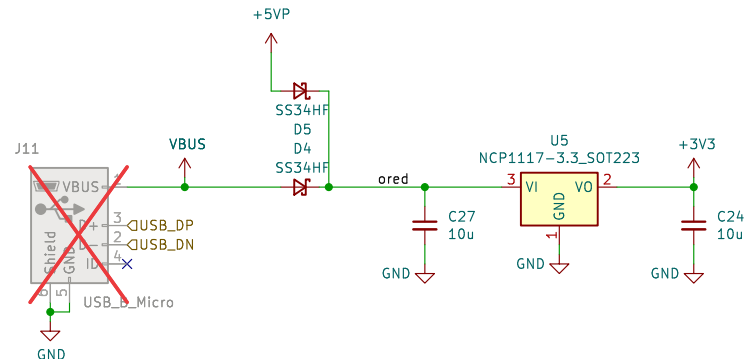 +5VP
SS34HF
D5
D4
SS34HF
J11
VBUS
VBUS
1
D+
3
USB_DP
D-
2
USB_DN
ID
4
Shield
GND
6
5
USB_B_Micro
GND
ored
C27
10u
GND
U5
NCP1117-3.3_SOT223
3
VI
VO
2
GND
1
GND
+3V3
C24
10u
GND